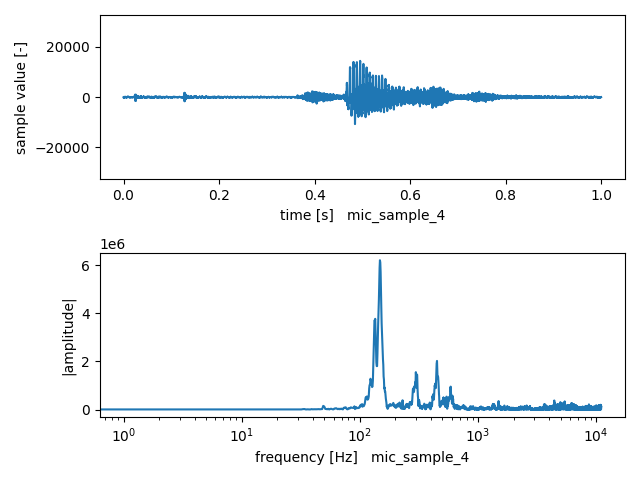 20000
0
−20000
sample value [-]
0.0 0.2 0.4 0.6 0.8 1.0
time [s]   mic_sample_4
1e6
6
4
2
0
|amplitude|
10^0 10^1 10^2 10^3 10^4
frequency [Hz]   mic_sample_4